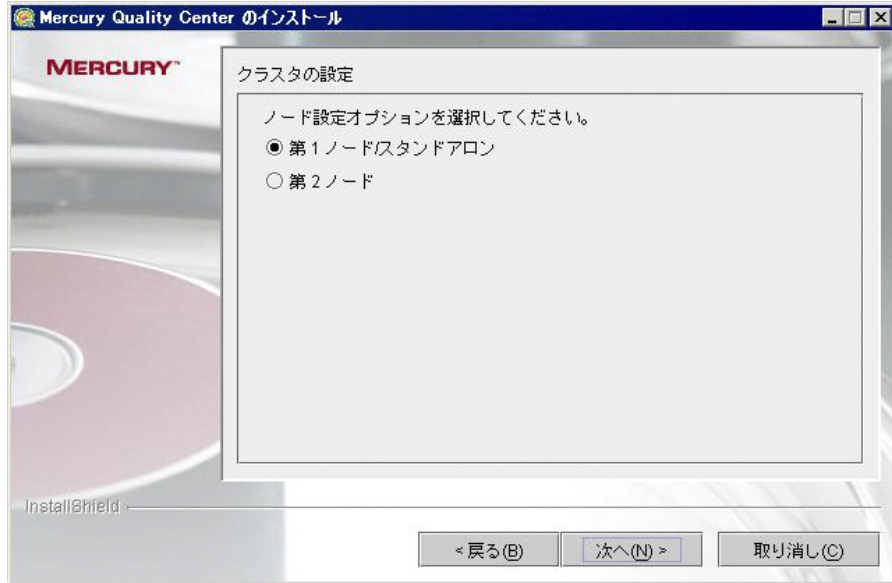 Mercury Quality Center のインストール
MERCURY™
クラスタの設定
ノード設定オプションを選択してください。
第1ノード/スタンドアロン
第2ノード
InstallShield
<戻る(B)
次へ(N) >
取り消し(C)